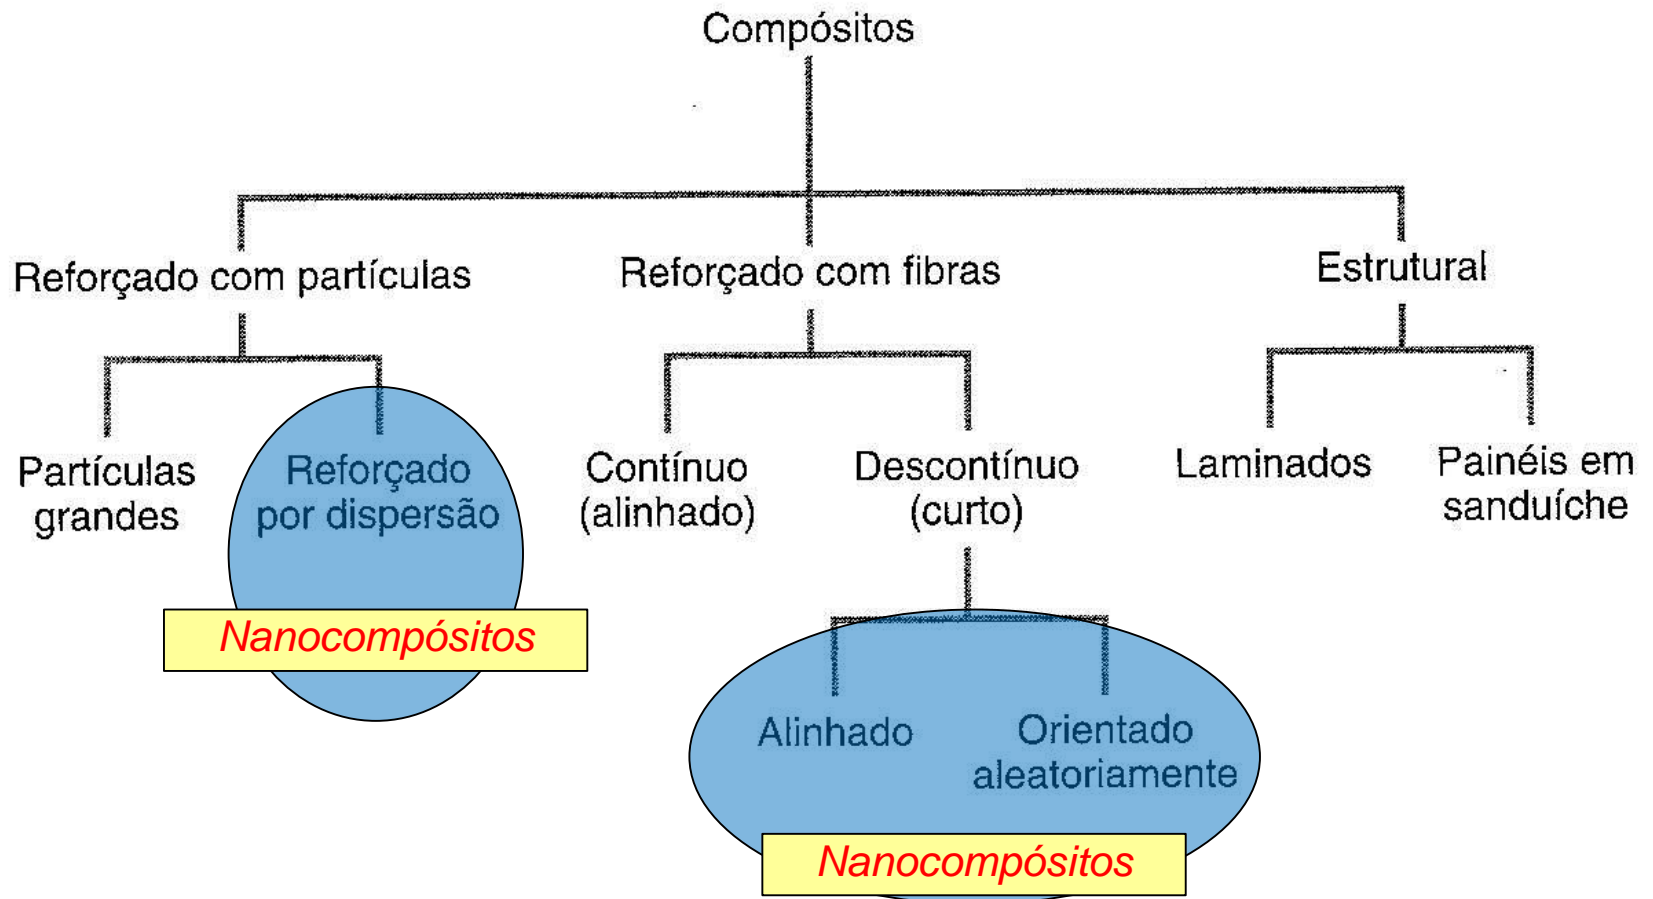 Compósitos
Reforçado com partículas
Reforçado com fibras
Estrutural
Partículas
grandes
Reforçado
por dispersão
Contínuo
(alinhado)
Descontínuo
(curto)
Laminados
Painéis em
sanduíche
Nanocompósitos
Alinhado
Orientado
aleatoriamente
Nanocompósitos